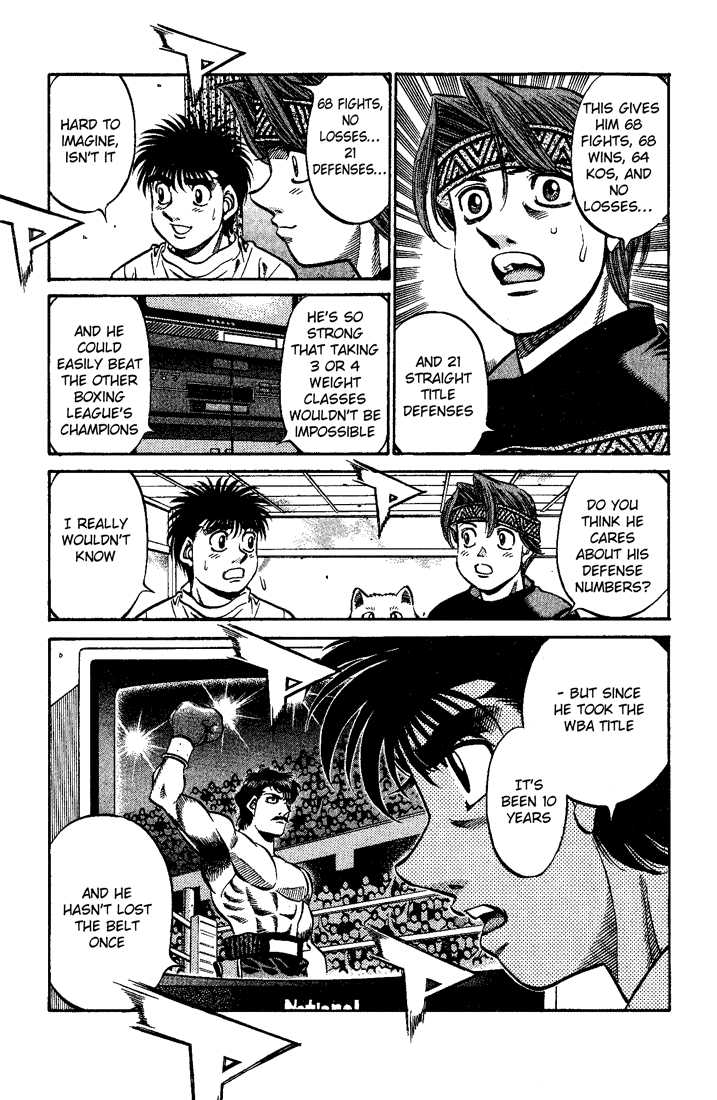 THIS GIVES
HIM 68
FIGHTS, 68
WINS, 64
KOS, AND
NO
LOSSES...
AND 21
STRAIGHT
TITLE
DEFENSES
68 FIGHTS,
NO
LOSSES...
21
DEFENSES...
HARD TO
IMAGINE,
ISN'T IT
HE'S SO
STRONG
THAT TAKING
3 OR 4
WEIGHT
CLASSES
WOULDN'T BE
IMPOSSIBLE
AND HE
COULD
EASILY BEAT
THE OTHER
BOXING
LEAGUE'S
CHAMPIONS
DO YOU
THINK HE
CARES
ABOUT HIS
DEFENSE
NUMBERS?
I REALLY
WOULDN'T
KNOW
- BUT SINCE
HE TOOK THE
WBA TITLE
IT'S
BEEN 10
YEARS
AND HE
HASN'T LOST
THE BELT
ONCE
National